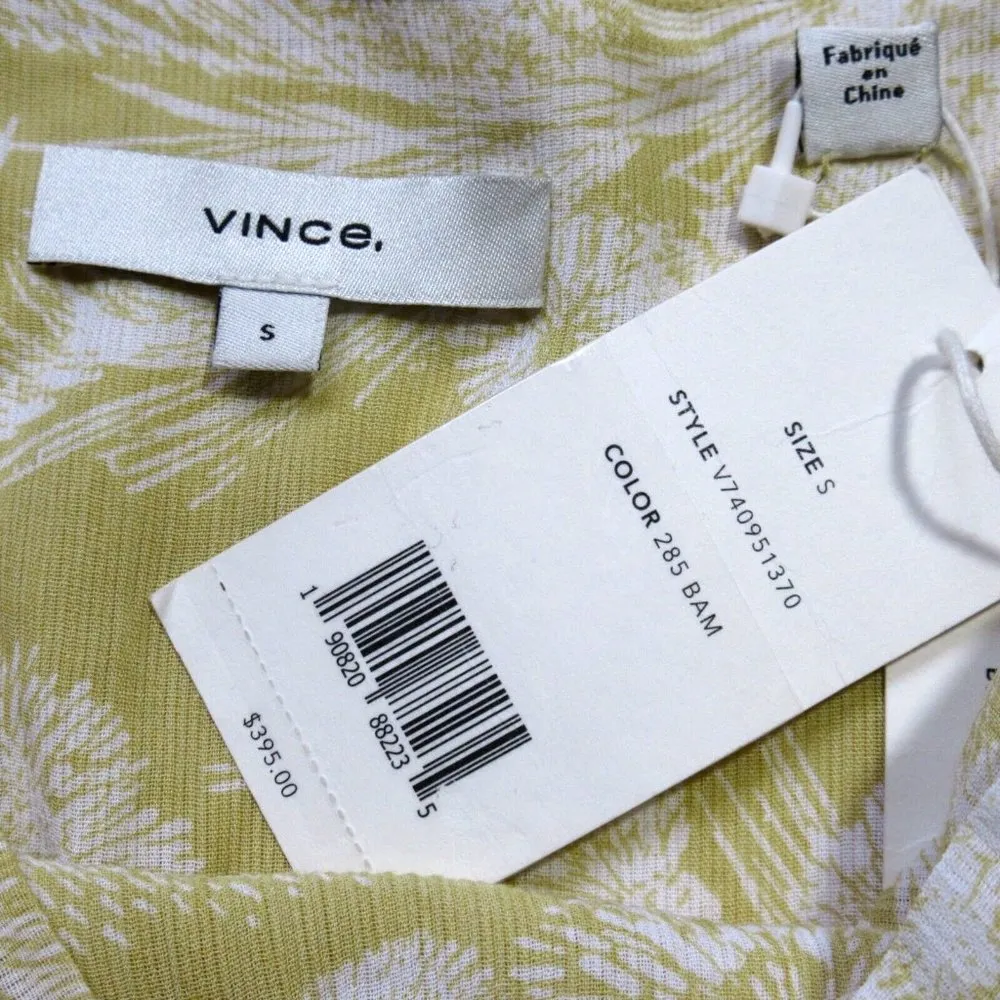 Fabriqué
en
Chine
VINCe.
S
SIZE S
STYLE V740951370
COLOR 285 BAM
1 90820 88223 5
$395.00